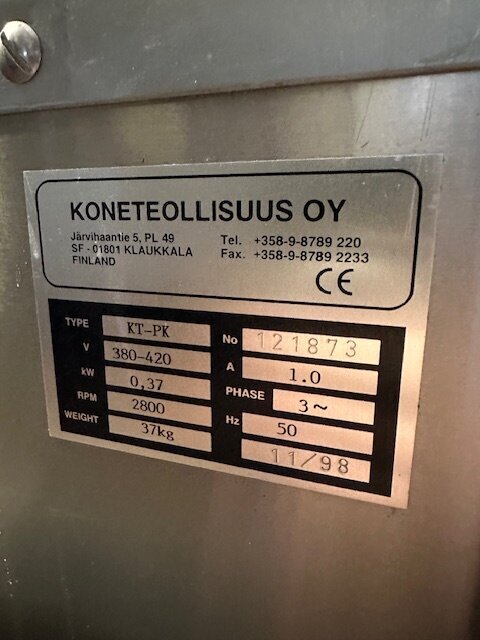 KONETEOLLISUUS OY
Järvihaantie 5, PL 49 Tel. +358-9-8789 220
SF - 01801 KLAUKKALA Fax. +358-9-8789 2233
FINLAND
CE
TYPE KT-PK No 121873
V 380-420 A 1.0
kW 0,37 PHASE 3~
RPM 2800 Hz 50
WEIGHT 37kg 11/98